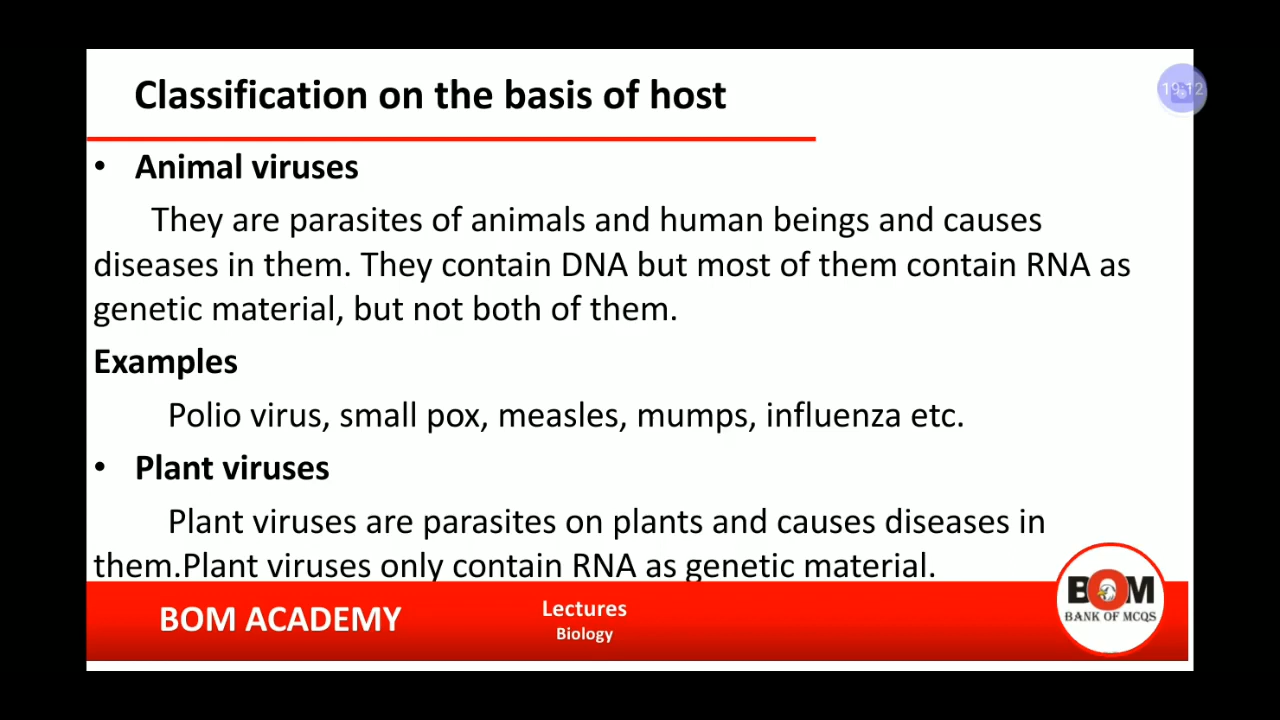 Classification on the basis of host
19:12
• Animal viruses
They are parasites of animals and human beings and causes
diseases in them. They contain DNA but most of them contain RNA as
genetic material, but not both of them.
Examples
Polio virus, small pox, measles, mumps, influenza etc.
• Plant viruses
Plant viruses are parasites on plants and causes diseases in
them.Plant viruses only contain RNA as genetic material.
BOM ACADEMY
Lectures
Biology
BOM
BANK OF MCQS